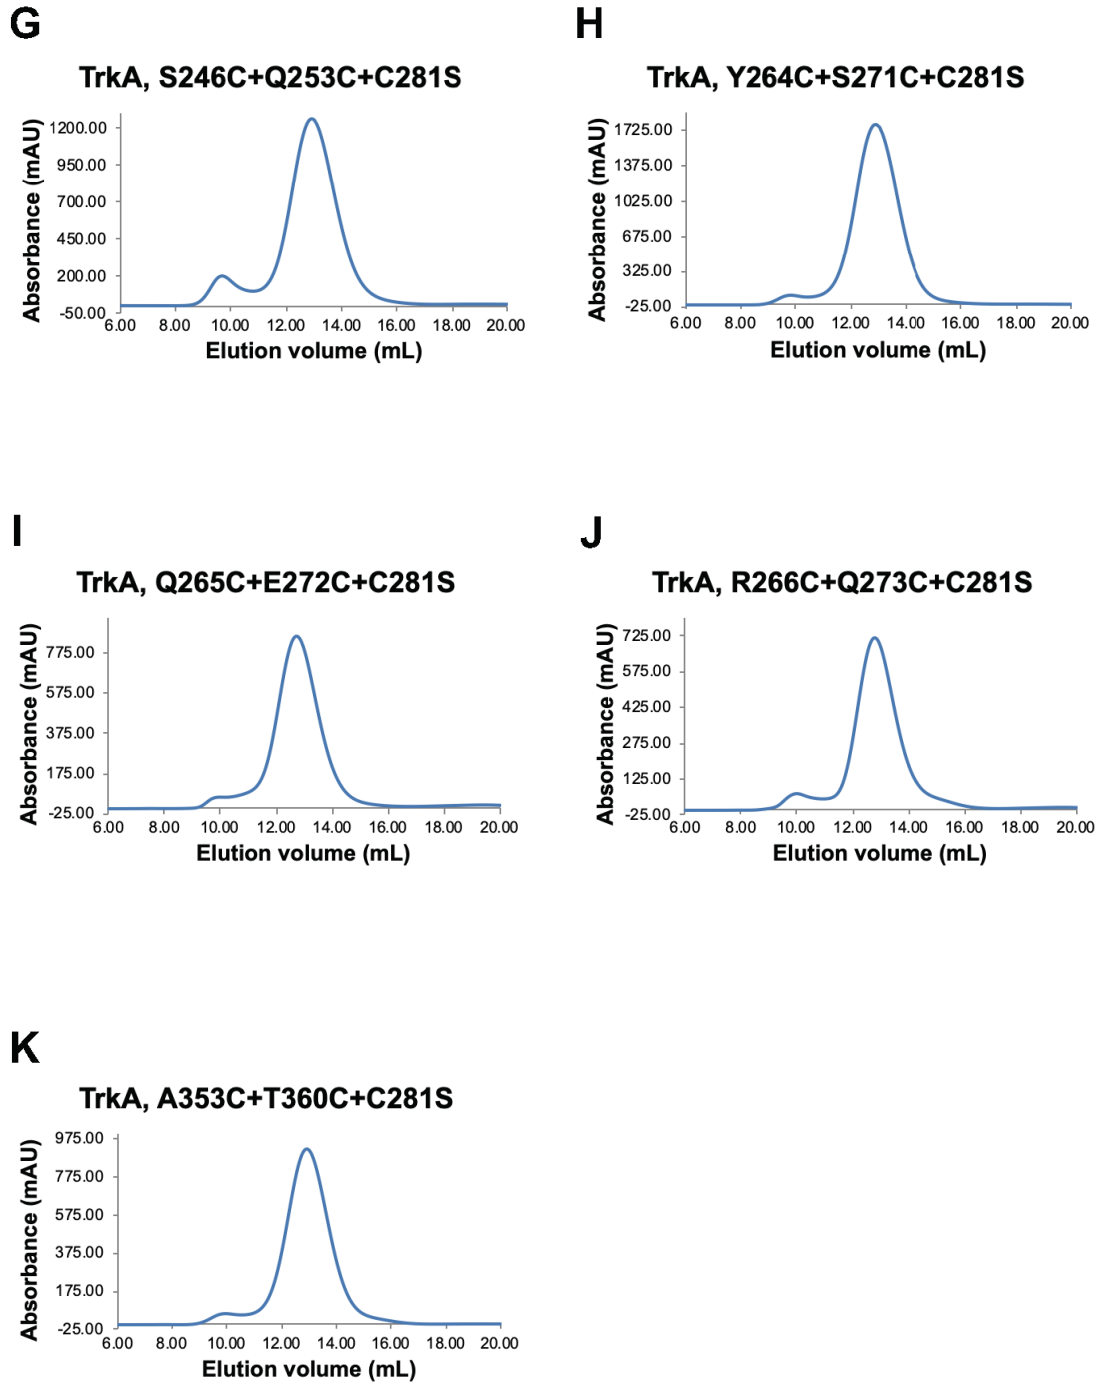 G
TrkA, S246C+Q253C+C281S
Absorbance (mAU)
1200.00
950.00
700.00
450.00
200.00
-50.00
6.00 8.00 10.00 12.00 14.00 16.00 18.00 20.00
Elution volume (mL)
H
TrkA, Y264C+S271C+C281S
Absorbance (mAU)
1725.00
1375.00
1025.00
675.00
325.00
-25.00
6.00 8.00 10.00 12.00 14.00 16.00 18.00 20.00
Elution volume (mL)
I
TrkA, Q265C+E272C+C281S
Absorbance (mAU)
775.00
575.00
375.00
175.00
-25.00
6.00 8.00 10.00 12.00 14.00 16.00 18.00 20.00
Elution volume (mL)
J
TrkA, R266C+Q273C+C281S
Absorbance (mAU)
725.00
575.00
425.00
275.00
125.00
-25.00
6.00 8.00 10.00 12.00 14.00 16.00 18.00 20.00
Elution volume (mL)
K
TrkA, A353C+T360C+C281S
Absorbance (mAU)
975.00
775.00
575.00
375.00
175.00
-25.00
6.00 8.00 10.00 12.00 14.00 16.00 18.00 20.00
Elution volume (mL)